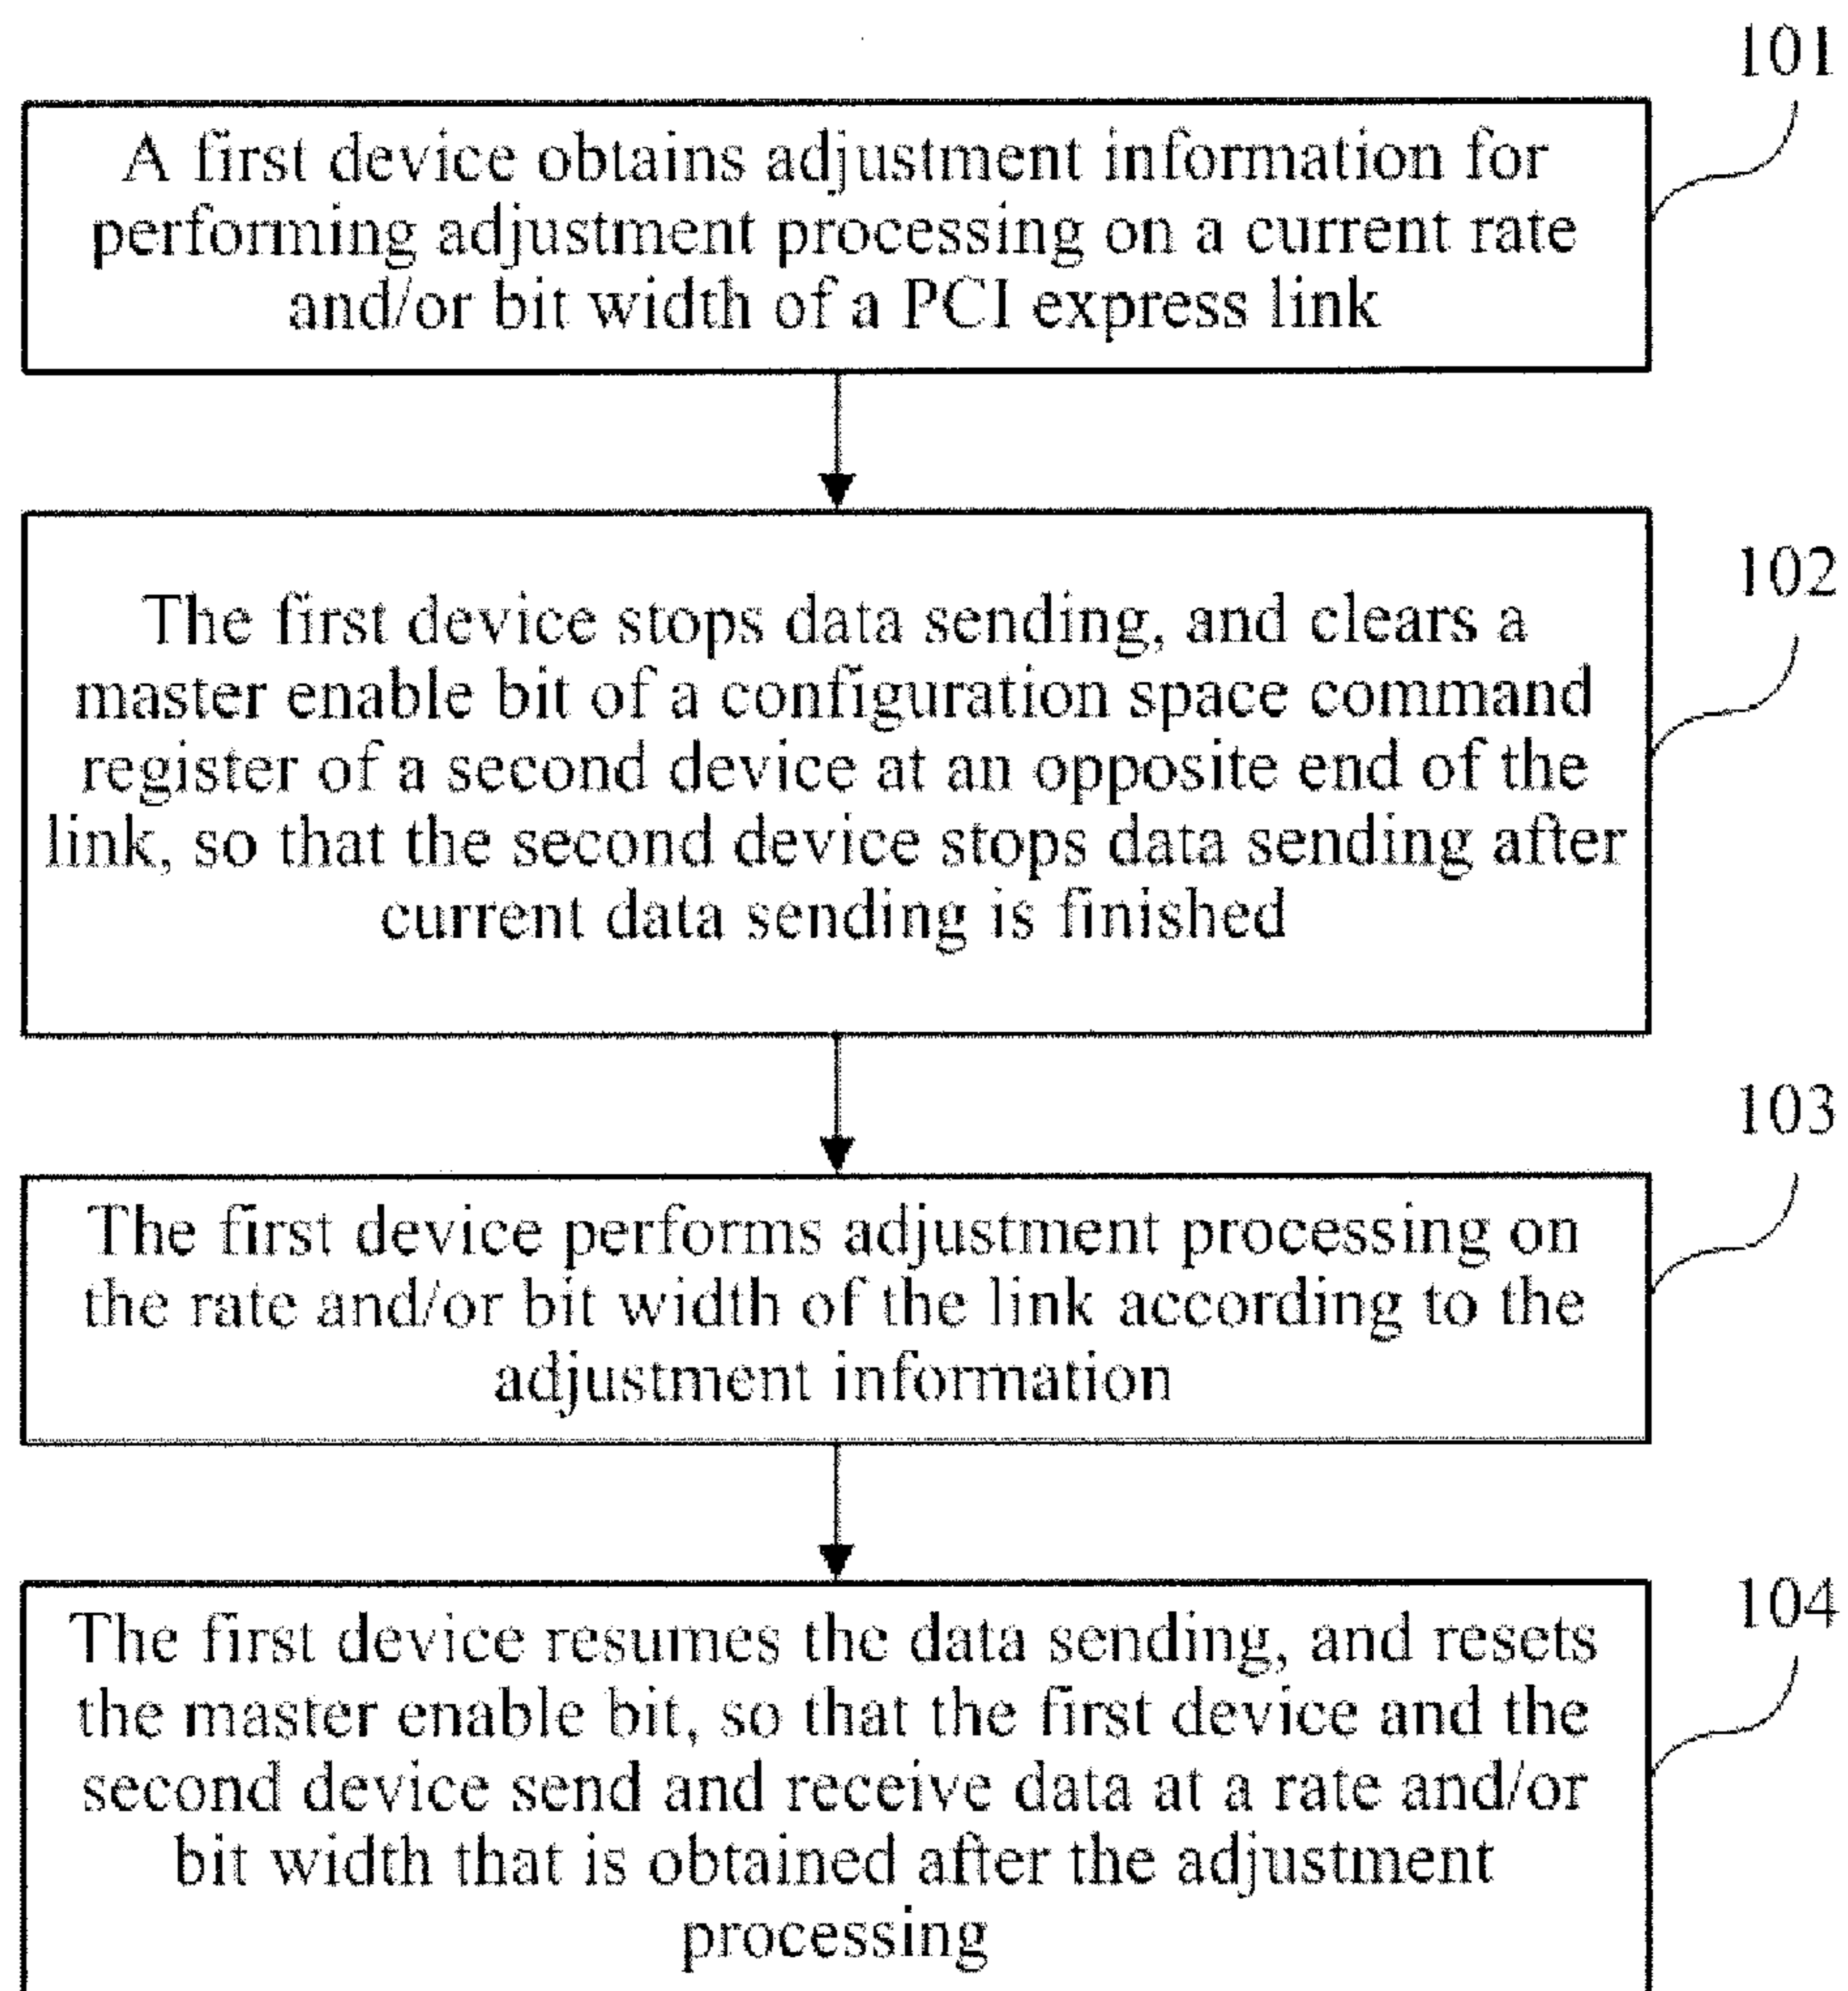 101
A first device obtains adjustment information for
performing adjustment processing on a current rate
and/or bit width of a PCI express link
102
The first device stops data sending, and clears a
master enable bit of a configuration space command
register of a second device at an opposite end of the
link, so that the second device stops data sending after
current data sending is finished
103
The first device performs adjustment processing on
the rate and/or bit width of the link according to the
adjustment information
104
The first device resumes the data sending, and resets
the master enable bit, so that the first device and the
second device send and receive data at a rate and/or
bit width that is obtained after the adjustment
processing